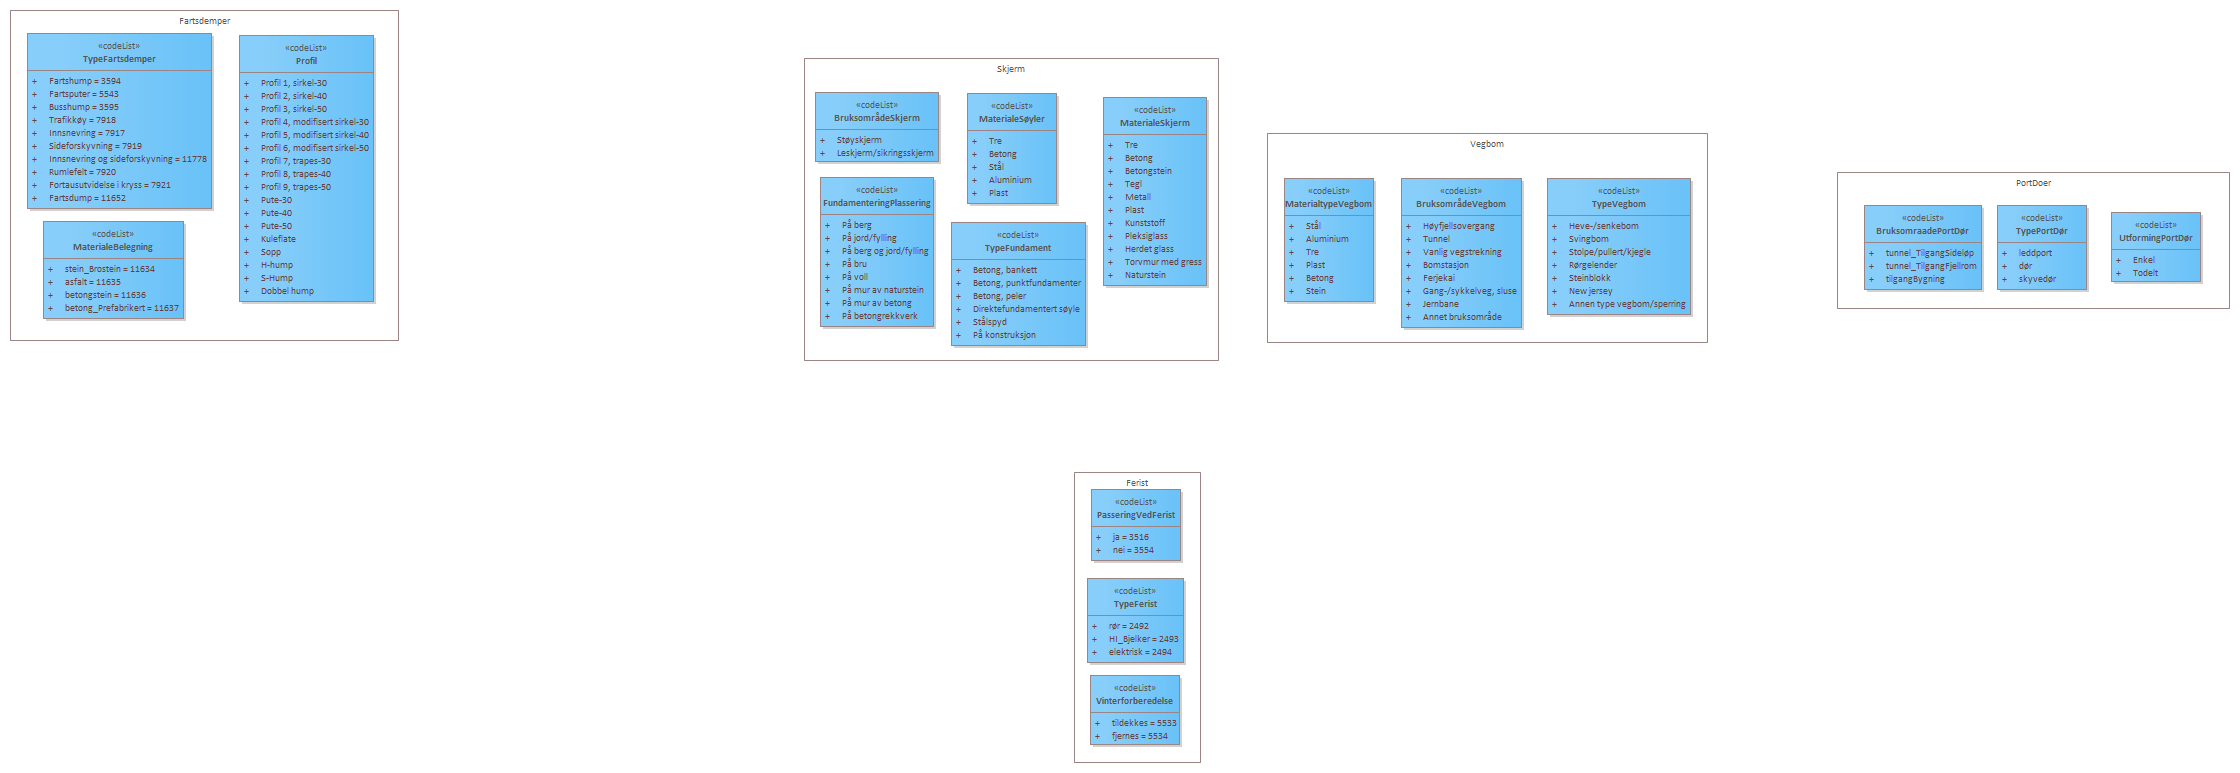 Fartsdemper
«codeList»
TypeFartsdemper
+ Fartshump = 3594
+ Fartsputer = 5543
+ Busshump = 3595
+ Trafikkøy = 7918
+ Innsnevring = 7917
+ Sideforskyvning = 7919
+ Innsnevring og sideforskyvning = 11778
+ Rumlefelt = 7920
+ Fortausutvidelse i kryss = 7921
+ Fartsdump = 11652
«codeList»
Profil
+ Profil 1, sirkel-30
+ Profil 2, sirkel-40
+ Profil 3, sirkel-50
+ Profil 4, modifisert sirkel-30
+ Profil 5, modifisert sirkel-40
+ Profil 6, modifisert sirkel-50
+ Profil 7, trapes-30
+ Profil 8, trapes-40
+ Profil 9, trapes-50
+ Pute-30
+ Pute-40
+ Pute-50
+ Kuleflate
+ Sopp
+ H-hump
+ S-Hump
+ Dobbel hump
«codeList»
MaterialeBelegning
+ stein_Brostein = 11634
+ asfalt = 11635
+ betongstein = 11636
+ betong_Prefabrikert = 11637
Skjerm
«codeList»
BruksområdeSkjerm
+ Støyskjerm
+ Leskjerm/sikringsskjerm
«codeList»
MaterialeSøyler
+ Tre
+ Betong
+ Stål
+ Aluminium
+ Plast
«codeList»
MaterialeSkjerm
+ Tre
+ Betong
+ Betongstein
+ Tegl
+ Metall
+ Plast
+ Kunststoff
+ Pleksiglass
+ Herdet glass
+ Torvmur med gress
+ Naturstein
«codeList»
FundamenteringPlassering
+ På berg
+ På jord/fylling
+ På berg og jord/fylling
+ På bru
+ På voll
+ På mur av naturstein
+ På mur av betong
+ På betongrekkverk
«codeList»
TypeFundament
+ Betong, bankett
+ Betong, punktfundamenter
+ Betong, peler
+ Direktefundamentert søyle
+ Stålspyd
+ På konstruksjon
Vegbom
«codeList»
MaterialtypeVegbom
+ Stål
+ Aluminium
+ Tre
+ Plast
+ Betong
+ Stein
«codeList»
BruksområdeVegbom
+ Høyfjellsovergang
+ Tunnel
+ Vanlig vegstrekning
+ Bomstasjon
+ Ferjekai
+ Gang-/sykkelveg, sluse
+ Jernbane
+ Annet bruksområde
«codeList»
TypeVegbom
+ Heve-/senkebom
+ Svingbom
+ Stolpe/pullert/kjegle
+ Rørgelender
+ Steinblokk
+ New jersey
+ Annen type vegbom/sperring
PortDoer
«codeList»
BruksomraadePortDør
+ tunnel_TilgangSideløp
+ tunnel_TilgangFjellrom
+ tilgangBygning
«codeList»
TypePortDør
+ leddport
+ dør
+ skyvedør
«codeList»
UtformingPortDør
+ Enkel
+ Todelt
Ferist
«codeList»
PasseringVedFerist
+ ja = 3516
+ nei = 3554
«codeList»
TypeFerist
+ rør = 2492
+ HI_Bjelker = 2493
+ elektrisk = 2494
«codeList»
Vinterforberedelse
+ tildekkes = 5533
+ fjernes = 5534